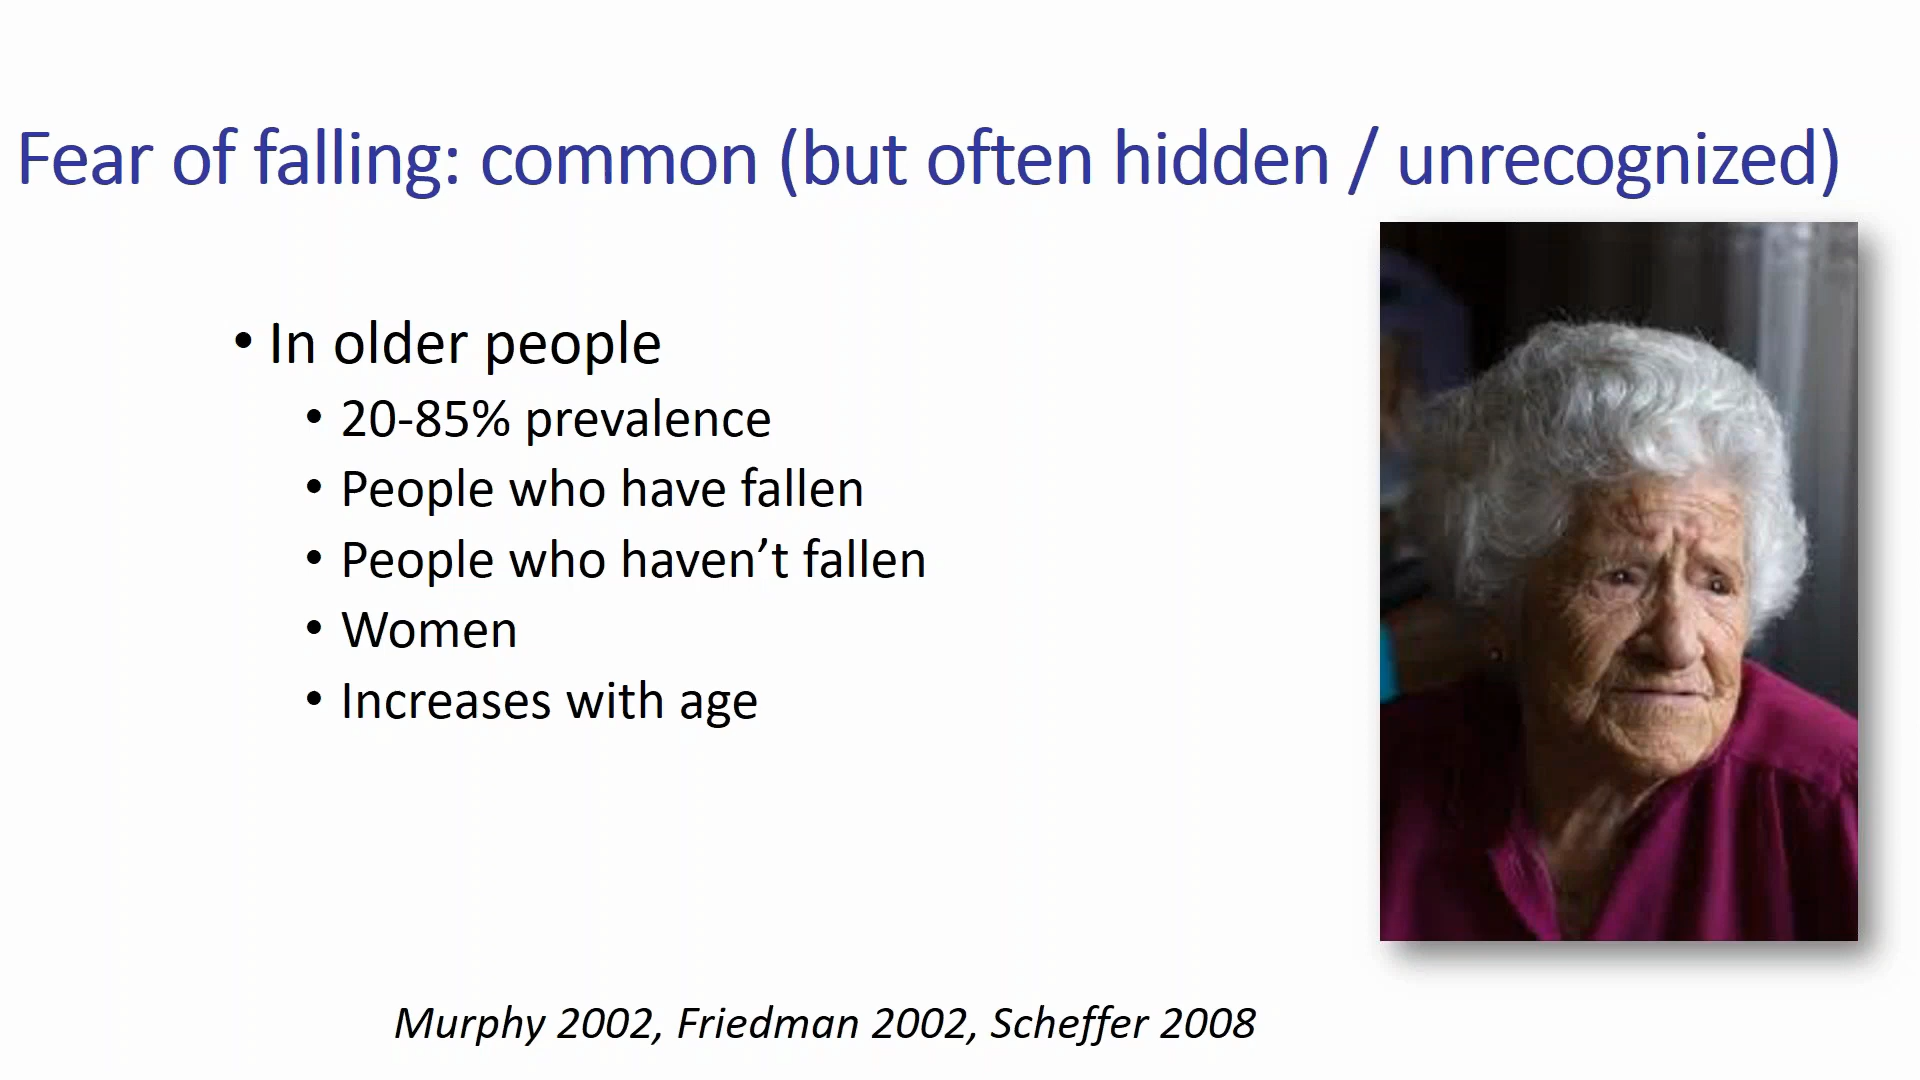 Fear of falling: common (but often hidden / unrecognized)
• In older people
• 20-85% prevalence
• People who have fallen
• People who haven’t fallen
• Women
• Increases with age
Murphy 2002, Friedman 2002, Scheffer 2008